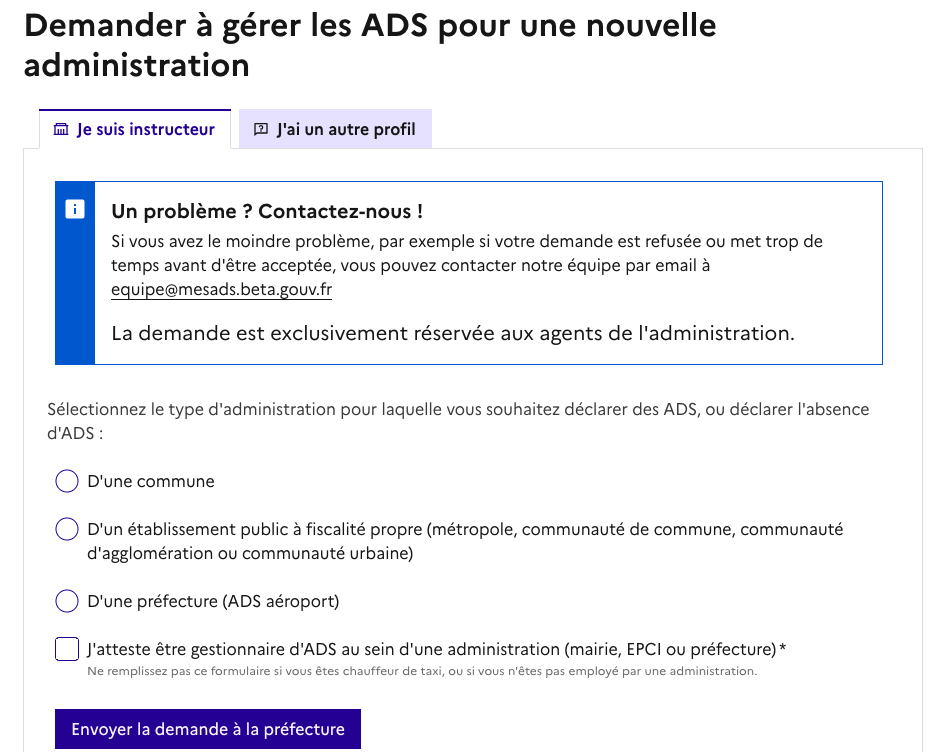 Demander à gérer les ADS pour une nouvelle
administration
Je suis instructeur
J'ai un autre profil
Un problème ? Contactez-nous !
Si vous avez le moindre problème, par exemple si votre demande est refusée ou met trop de
temps avant d'être acceptée, vous pouvez contacter notre équipe par email à
equipe@mesads.beta.gouv.fr
La demande est exclusivement réservée aux agents de l'administration.
Sélectionnez le type d'administration pour laquelle vous souhaitez déclarer des ADS, ou déclarer l'absence
d'ADS :
D'une commune
D'un établissement public à fiscalité propre (métropole, communauté de commune, communauté
d'agglomération ou communauté urbaine)
D'une préfecture (ADS aéroport)
J'atteste être gestionnaire d'ADS au sein d'une administration (mairie, EPCI ou préfecture)*
Ne remplissez pas ce formulaire si vous êtes chauffeur de taxi, ou si vous n'êtes pas employé par une administration.
Envoyer la demande à la préfecture